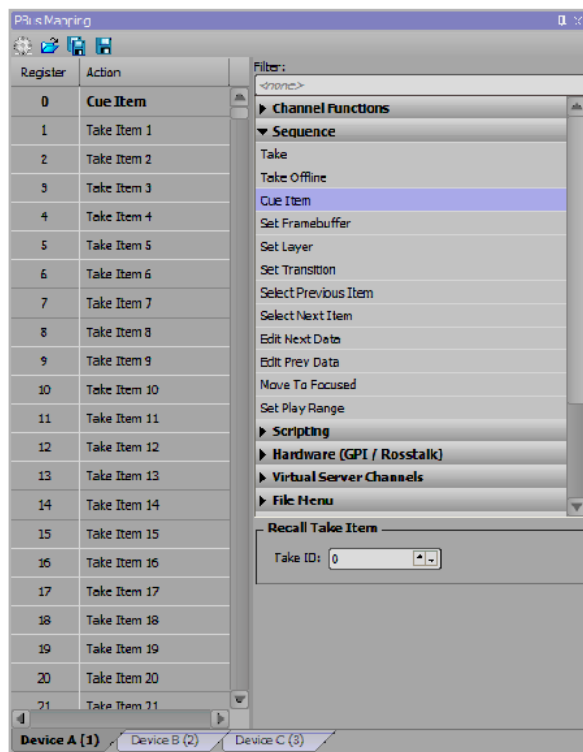 PBus Mapping
Register Action
0 Cue Item
1 Take Item 1
2 Take Item 2
3 Take Item 3
4 Take Item 4
5 Take Item 5
6 Take Item 6
7 Take Item 7
8 Take Item 8
9 Take Item 9
10 Take Item 10
11 Take Item 11
12 Take Item 12
13 Take Item 13
14 Take Item 14
15 Take Item 15
16 Take Item 16
17 Take Item 17
18 Take Item 18
19 Take Item 19
20 Take Item 20
21 Take Item 21
Filter:
<none>
Channel Functions
Sequence
Take
Take Offline
Cue Item
Set Framebuffer
Set Layer
Set Transition
Select Previous Item
Select Next Item
Edit Next Data
Edit Prev Data
Move To Focused
Set Play Range
Scripting
Hardware (GPI / Rosstalk)
Virtual Server Channels
File Menu
Recall Take Item
Take ID: 0
Device A (1) Device B (2) Device C (3)